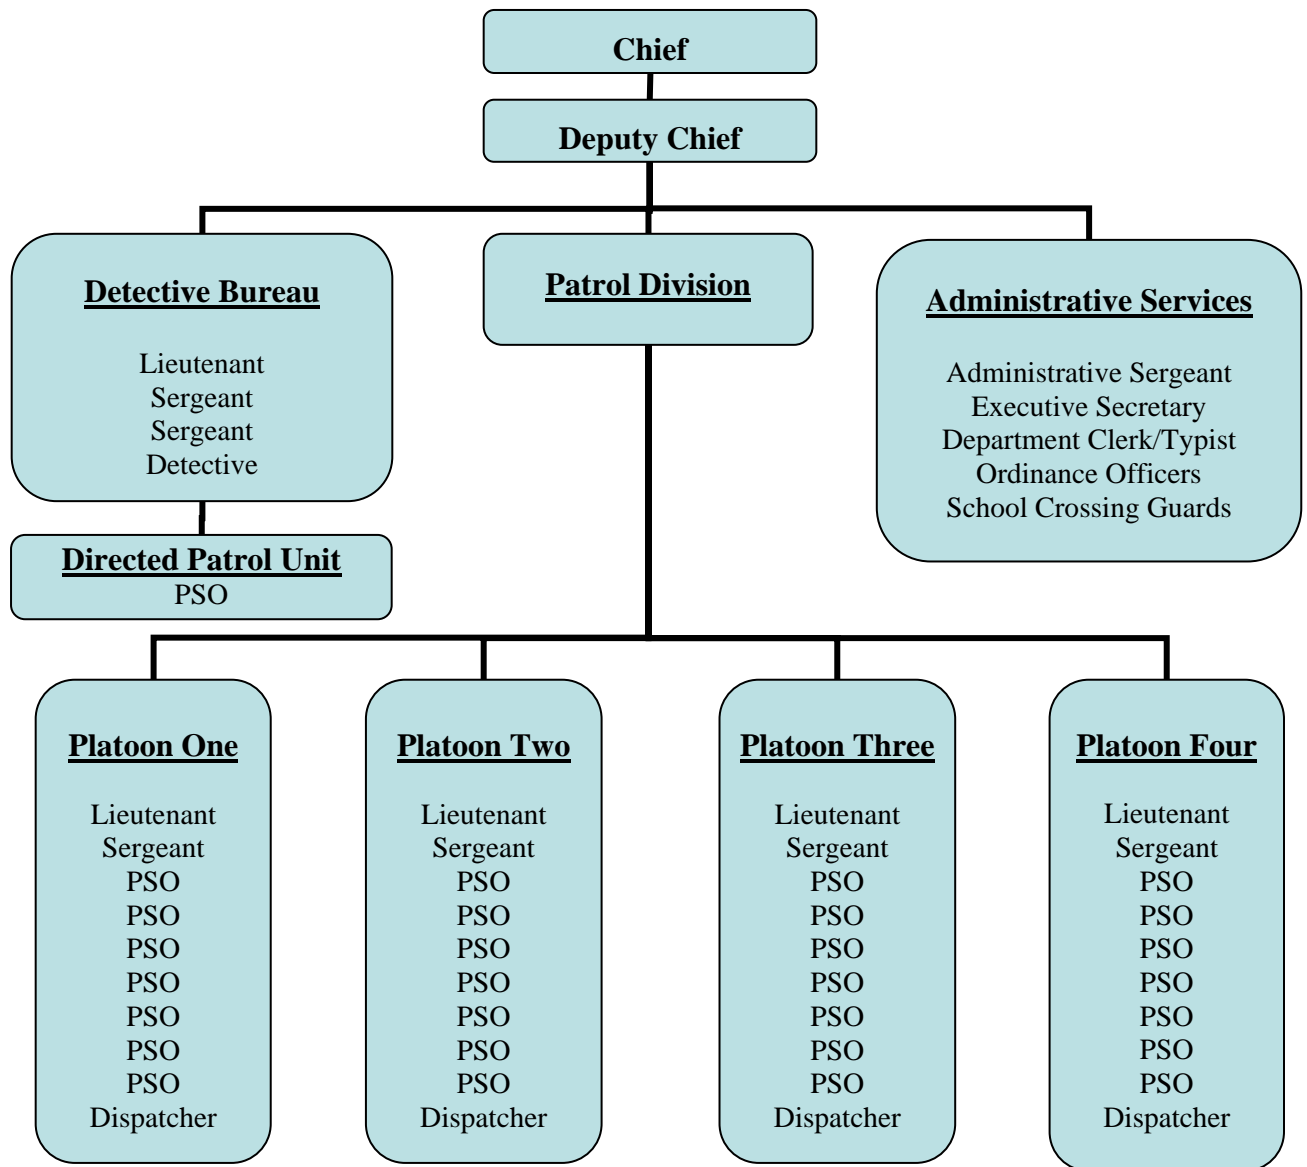 Chief
Deputy Chief
Detective Bureau
Lieutenant
Sergeant
Sergeant
Detective
Directed Patrol Unit
PSO
Patrol Division
Administrative Services
Administrative Sergeant
Executive Secretary
Department Clerk/Typist
Ordinance Officers
School Crossing Guards
Platoon One
Lieutenant
Sergeant
PSO
PSO
PSO
PSO
PSO
PSO
PSO
Dispatcher
Platoon Two
Lieutenant
Sergeant
PSO
PSO
PSO
PSO
PSO
PSO
PSO
Dispatcher
Platoon Three
Lieutenant
Sergeant
PSO
PSO
PSO
PSO
PSO
PSO
PSO
Dispatcher
Platoon Four
Lieutenant
Sergeant
PSO
PSO
PSO
PSO
PSO
PSO
PSO
Dispatcher